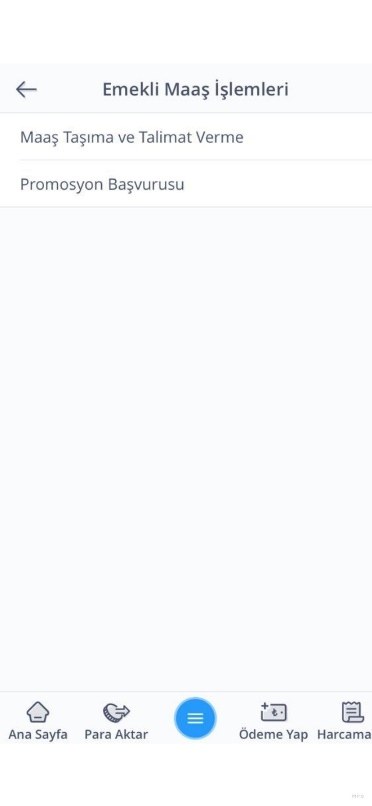 Emekli Maaş İşlemleri
Maaş Taşıma ve Talimat Verme
Promosyon Başvurusu
Ana Sayfa
Para Aktar
Ödeme Yap
Harcama